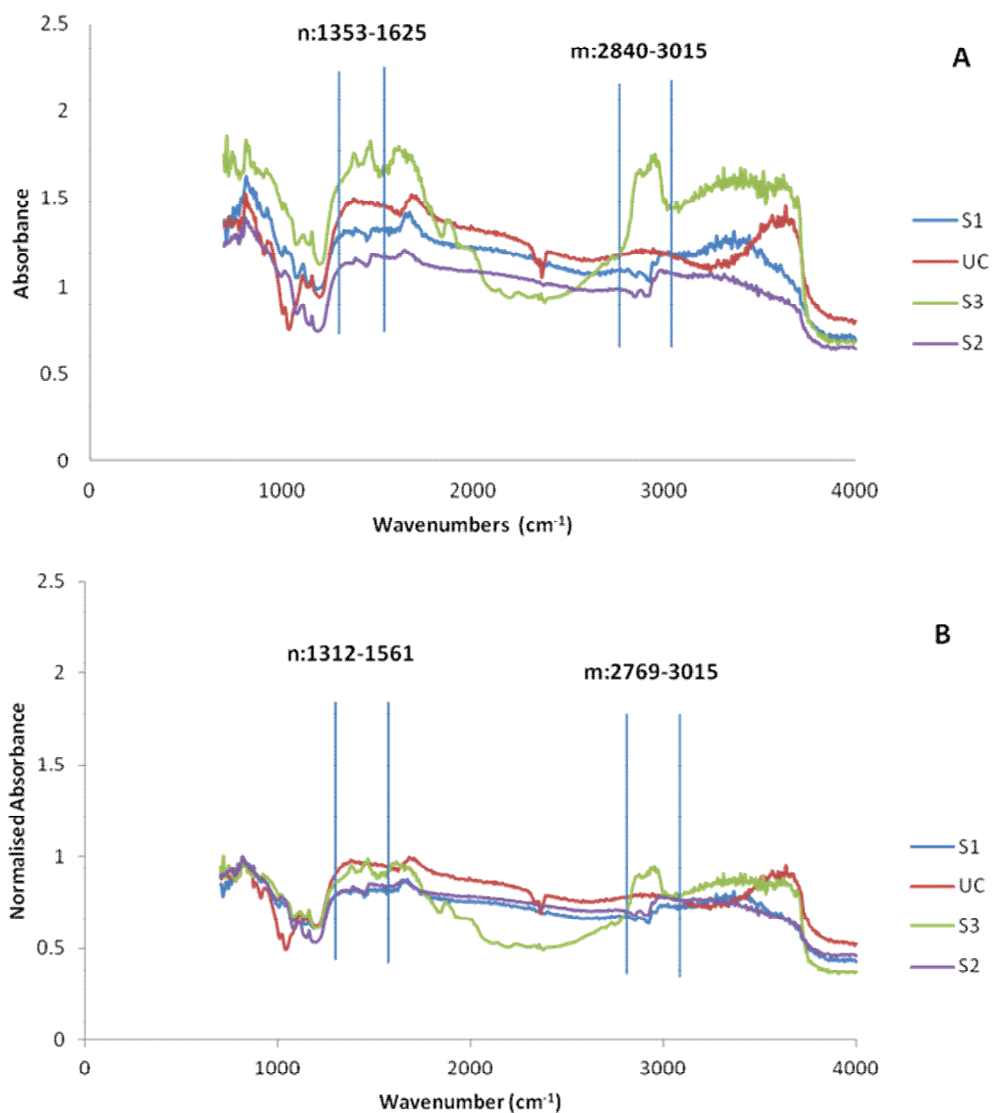 2.5
n:1353-1625
m:2840-3015
A
2
1.5
1
0.5
0
Absorbance
S1
UC
S3
S2
0 1000 2000 3000 4000
Wavenumbers (cm⁻¹)
2.5
B
n:1312-1561
m:2769-3015
2
1.5
1
0.5
0
Normalised Absorbance
S1
UC
S3
S2
0 1000 2000 3000 4000
Wavenumber (cm⁻¹)